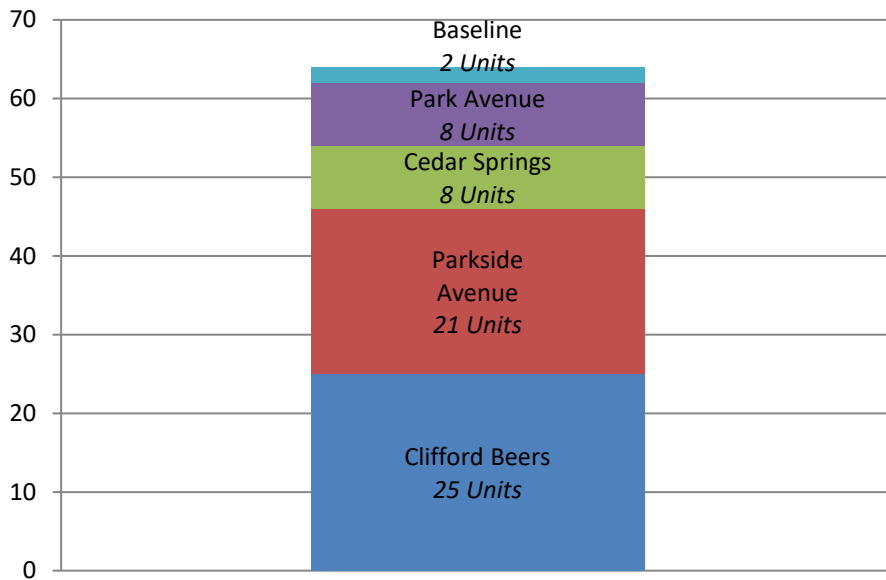 70
60
50
40
30
20
10
0
Baseline
2 Units
Park Avenue
8 Units
Cedar Springs
8 Units
Parkside
Avenue
21 Units
Clifford Beers
25 Units